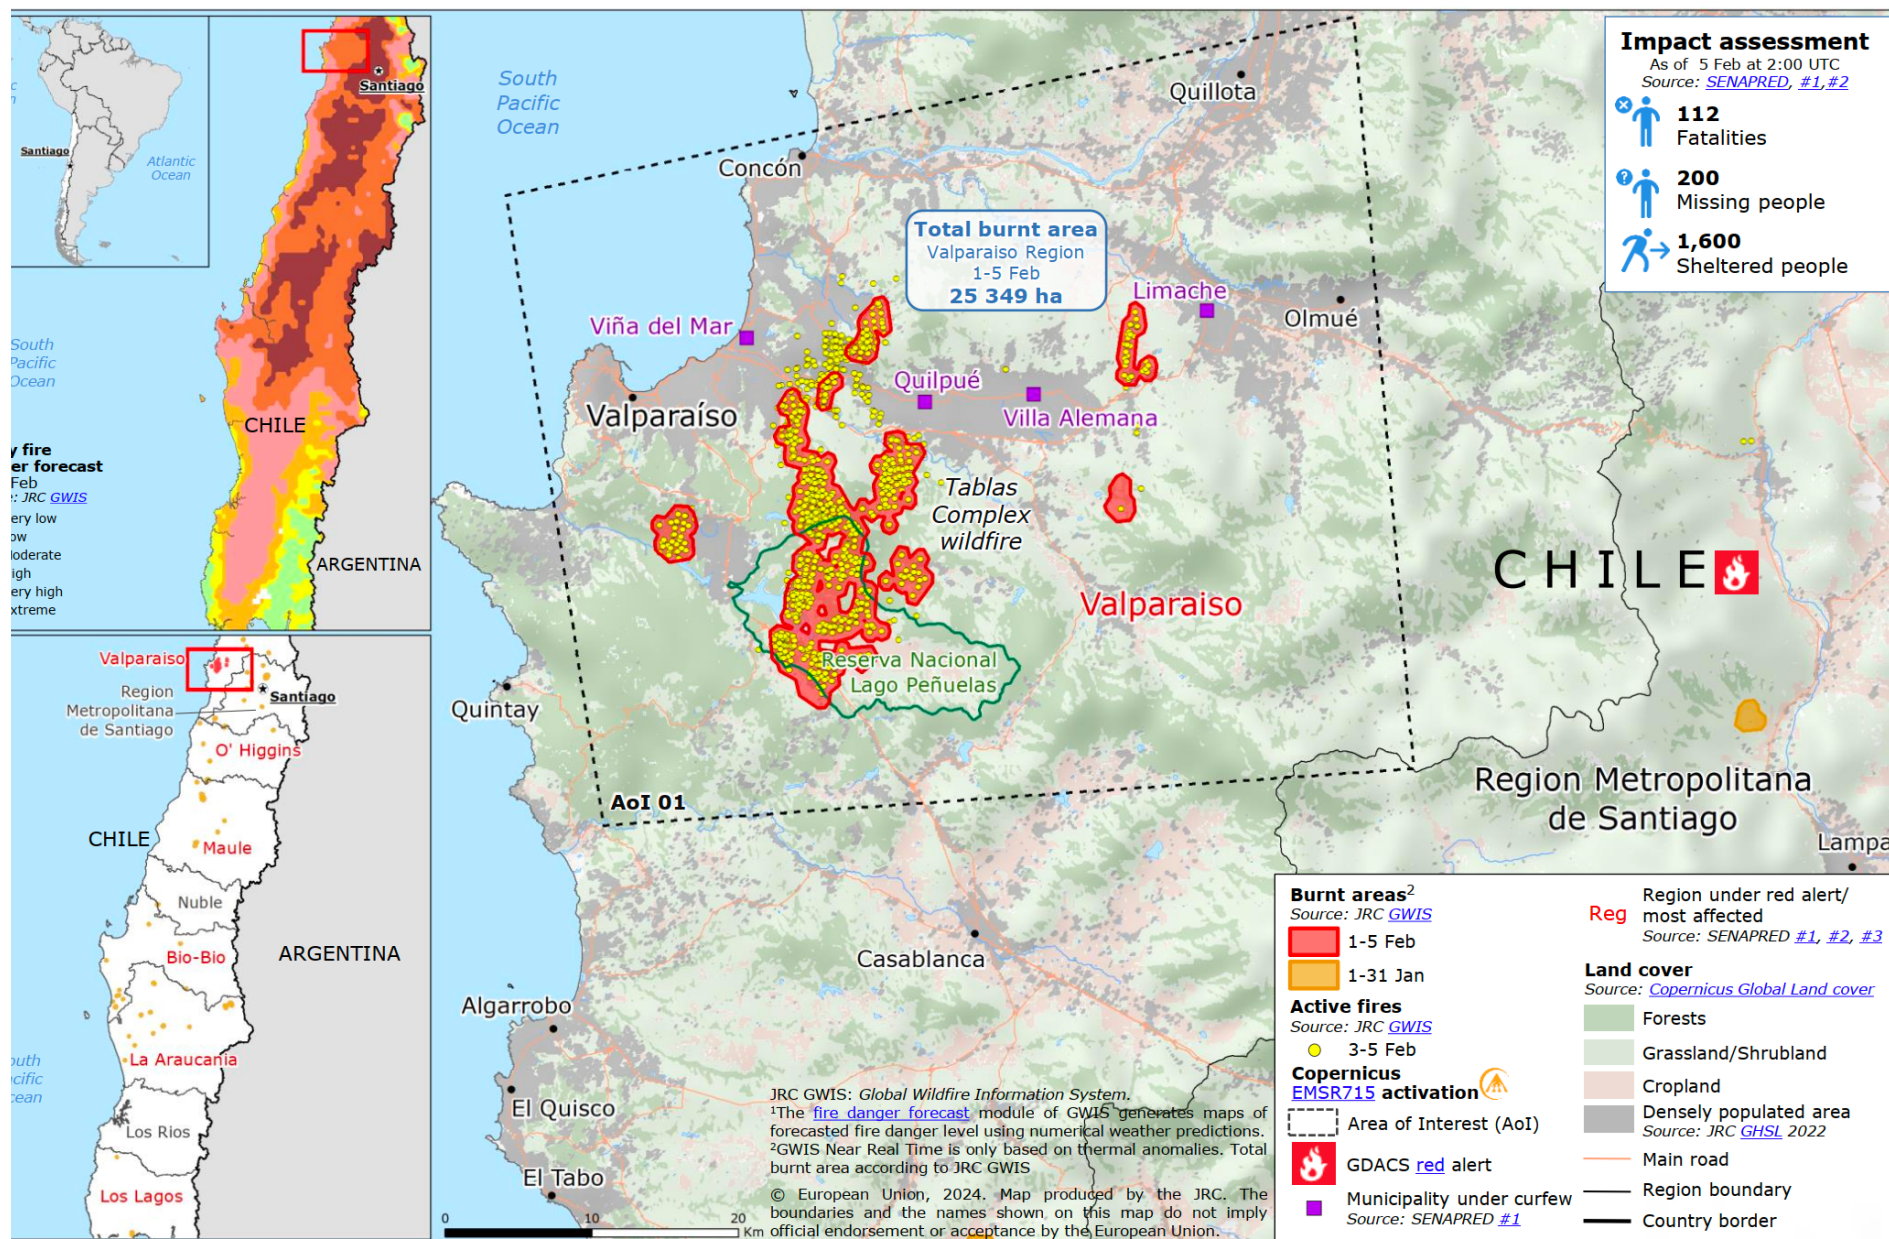 Santiago
Atlantic
Ocean
Santiago
South
Pacific
Ocean
CHILE
ARGENTINA
y fire
er forecast
Feb
: JRC GWIS
ery low
ow
oderate
igh
ery high
xtreme
Valparaiso
Region
Metropolitana
de Santiago
Santiago
O' Higgins
Maule
CHILE
Nuble
Bio-Bio
ARGENTINA
La Araucania
Los Rios
Los Lagos
South
Pacific
Ocean
Quillota
Concón
Total burnt area
Valparaiso Region
1-5 Feb
25 349 ha
Limache
Olmué
Viña del Mar
Quilpué
Valparaíso
Villa Alemana
Tablas
Complex
wildfire
CHILE
Valparaiso
Reserva Nacional
Lago Peñuelas
Quintay
AoI 01
Region Metropolitana
de Santiago
Lampa
Casablanca
Algarrobo
El Quisco
El Tabo
0 10 20
Km
JRC GWIS: Global Wildfire Information System.
¹The fire danger forecast module of GWIS generates maps of
forecasted fire danger level using numerical weather predictions.
²GWIS Near Real Time is only based on thermal anomalies. Total
burnt area according to JRC GWIS
© European Union, 2024. Map produced by the JRC. The
boundaries and the names shown on this map do not imply
official endorsement or acceptance by the European Union.
Impact assessment
As of 5 Feb at 2:00 UTC
Source: SENAPRED, #1,#2
112
Fatalities
200
Missing people
1,600
Sheltered people
Burnt areas²
Source: JRC GWIS
1-5 Feb
1-31 Jan
Active fires
Source: JRC GWIS
3-5 Feb
Copernicus
EMSR715 activation
Area of Interest (AoI)
GDACS red alert
Municipality under curfew
Source: SENAPRED #1
Reg
Region under red alert/
most affected
Source: SENAPRED #1, #2, #3
Land cover
Source: Copernicus Global Land cover
Forests
Grassland/Shrubland
Cropland
Densely populated area
Source: JRC GHSL 2022
Main road
Region boundary
Country border